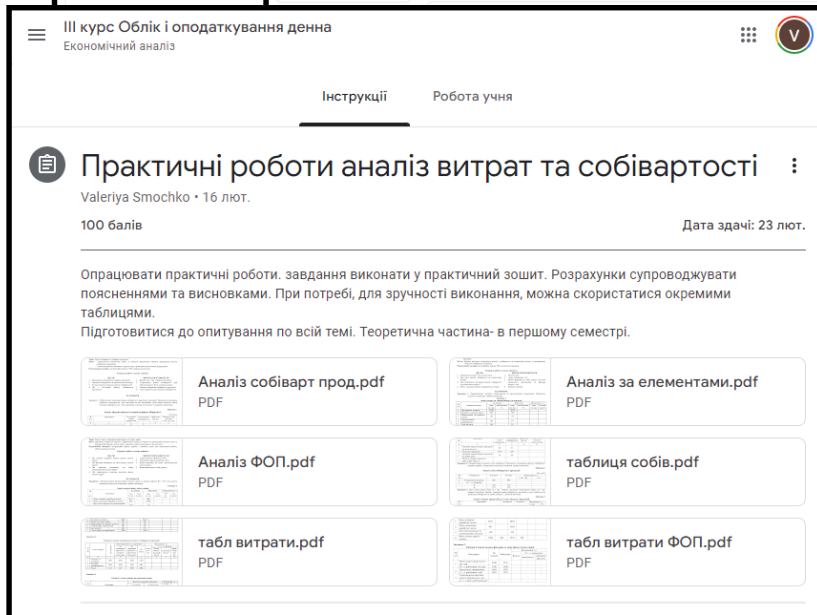 III курс Облік і оподаткування денна
Економічний аналіз
V
Інструкції
Робота учня
Практичні роботи аналіз витрат та собівартості
Valeriya Smochko • 16 лют.
100 балів
Дата здачі: 23 лют.
Опрацювати практичні роботи. завдання виконати у практичний зошит. Розрахунки супроводжувати
поясненнями та висновками. При потребі, для зручності виконання, можна скористатися окремими
таблицями.
Підготовитися до опитування по всій темі. Теоретична частина- в першому семестрі.
Аналіз собіварт прод.pdf
PDF
Аналіз за елементами.pdf
PDF
Аналіз ФОП.pdf
PDF
таблиця собів.pdf
PDF
табл витрати.pdf
PDF
табл витрати ФОП.pdf
PDF